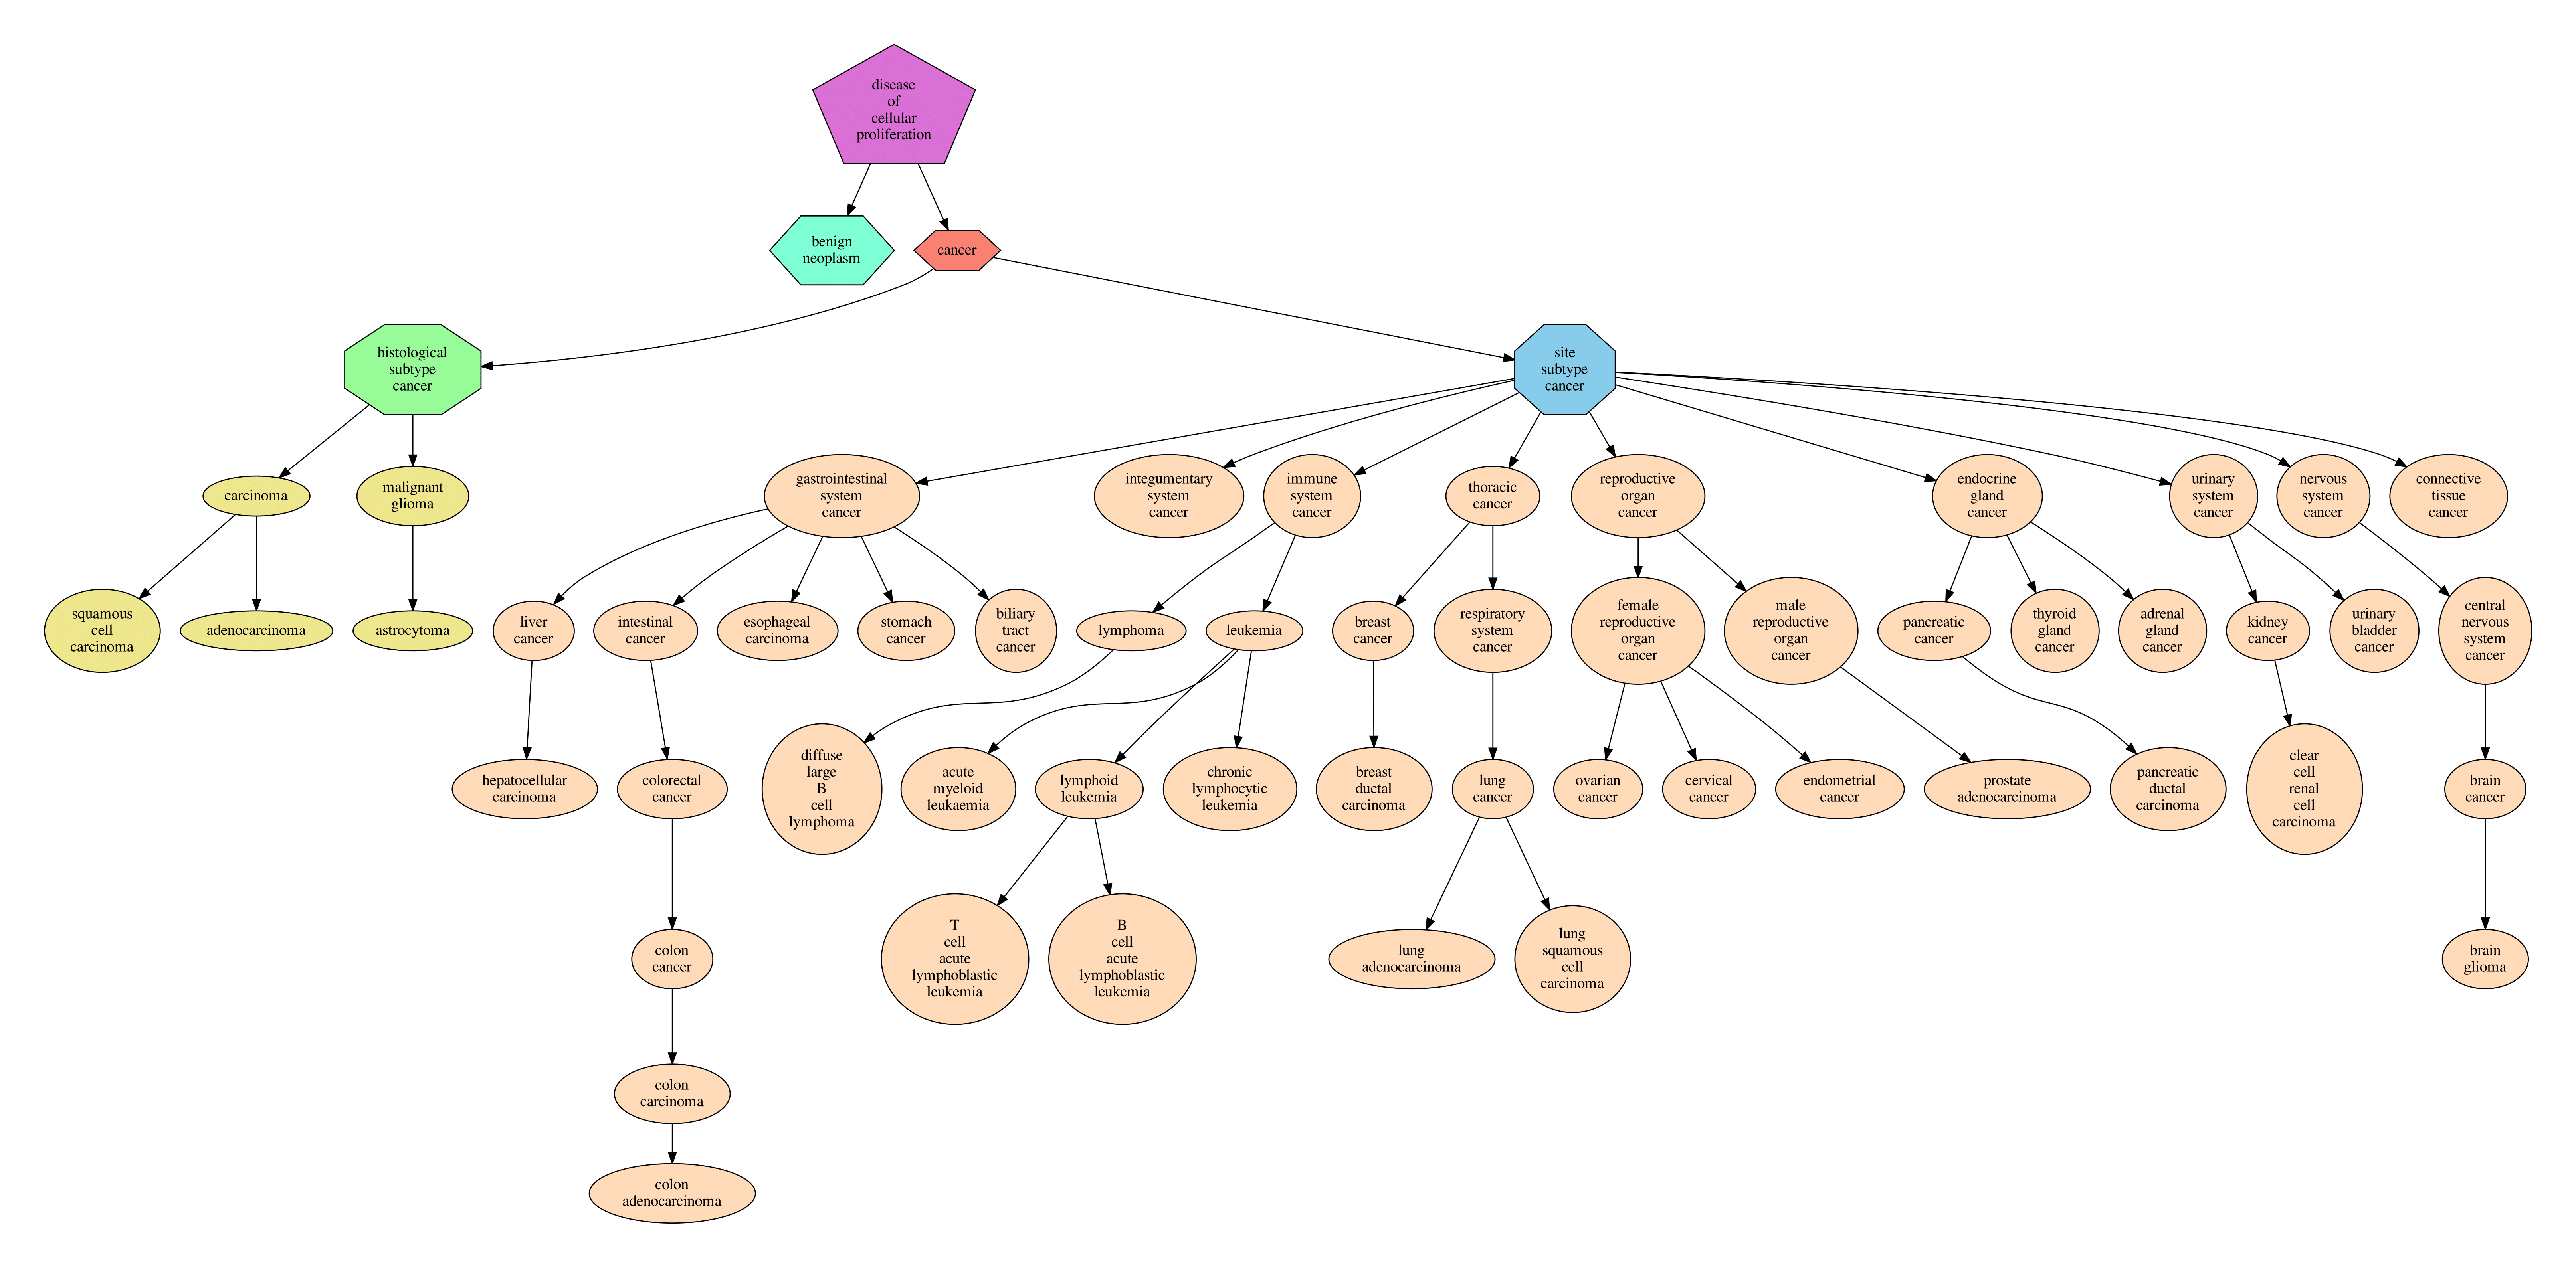 disease
of
cellular
proliferation
benign
neoplasm
cancer
histological
subtype
cancer
site
subtype
cancer
carcinoma
malignant
glioma
gastrointestinal
system
cancer
integumentary
system
cancer
immune
system
cancer
thoracic
cancer
reproductive
organ
cancer
endocrine
gland
cancer
urinary
system
cancer
nervous
system
cancer
connective
tissue
cancer
squamous
cell
carcinoma
adenocarcinoma
astrocytoma
liver
cancer
intestinal
cancer
esophageal
carcinoma
stomach
cancer
biliary
tract
cancer
lymphoma
leukemia
breast
cancer
respiratory
system
cancer
female
reproductive
organ
cancer
male
reproductive
organ
cancer
pancreatic
cancer
thyroid
gland
cancer
adrenal
gland
cancer
kidney
cancer
urinary
bladder
cancer
central
nervous
system
cancer
hepatocellular
carcinoma
colorectal
cancer
diffuse
large
B
cell
lymphoma
acute
myeloid
leukaemia
lymphoid
leukemia
chronic
lymphocytic
leukemia
breast
ductal
carcinoma
lung
cancer
ovarian
cancer
cervical
cancer
endometrial
cancer
prostate
adenocarcinoma
pancreatic
ductal
carcinoma
clear
cell
renal
cell
carcinoma
brain
cancer
colon
cancer
T
cell
acute
lymphoblastic
leukemia
B
cell
acute
lymphoblastic
leukemia
lung
adenocarcinoma
lung
squamous
cell
carcinoma
brain
glioma
colon
carcinoma
colon
adenocarcinoma